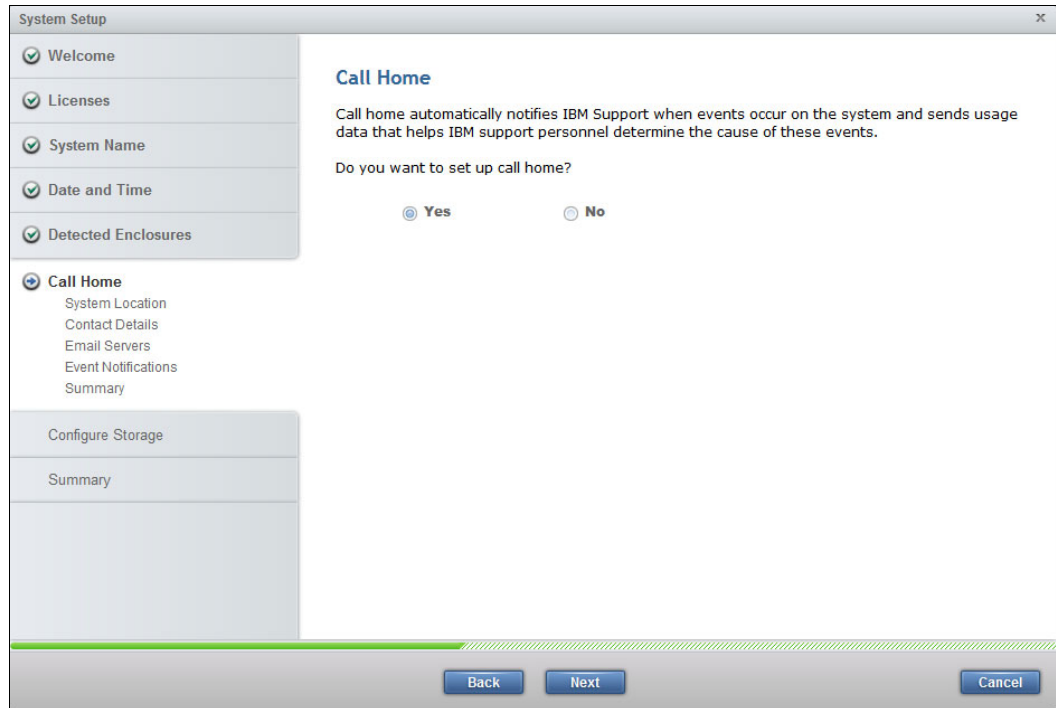 System Setup
x
Welcome
Licenses
System Name
Date and Time
Detected Enclosures
Call Home
System Location
Contact Details
Email Servers
Event Notifications
Summary
Configure Storage
Summary
Call Home
Call home automatically notifies IBM Support when events occur on the system and sends usage
data that helps IBM support personnel determine the cause of these events.
Do you want to set up call home?
Yes No
Back Next Cancel